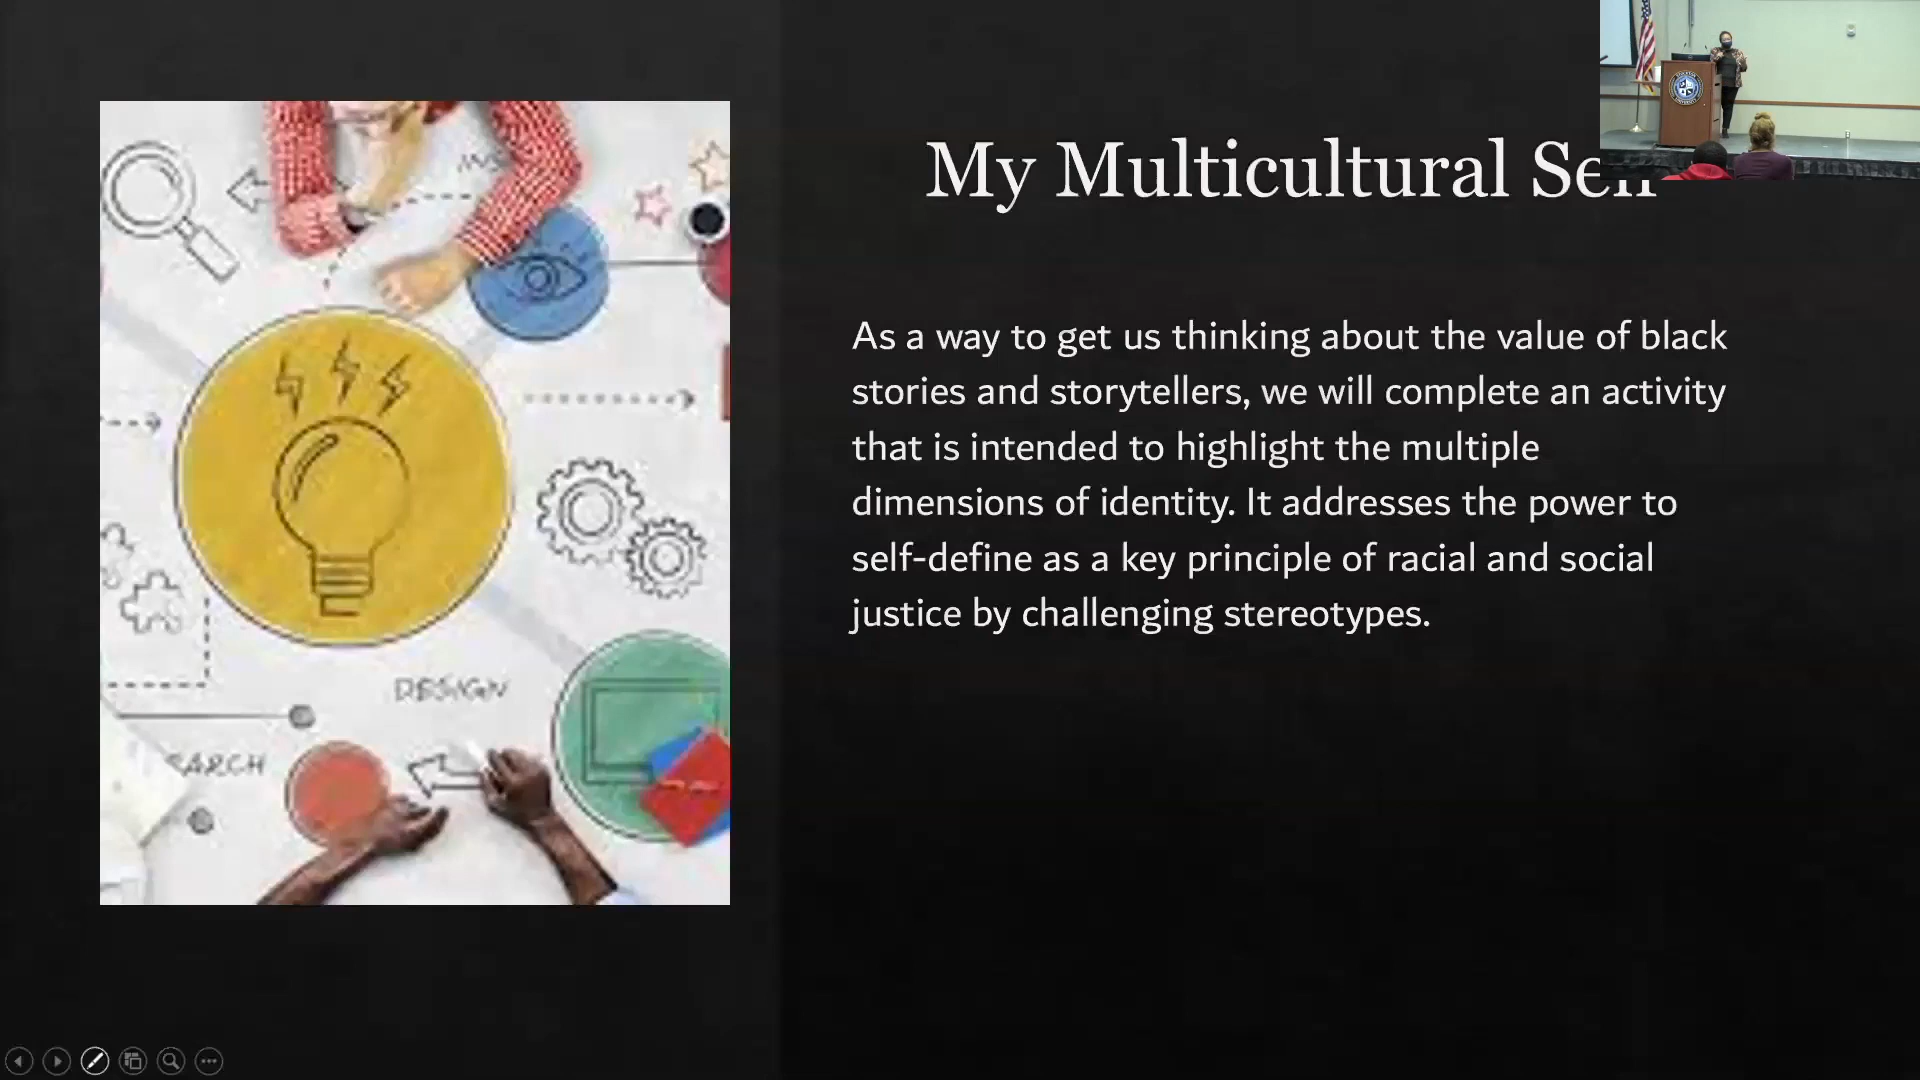 My Multicultural Self
As a way to get us thinking about the value of black
stories and storytellers, we will complete an activity
that is intended to highlight the multiple
dimensions of identity. It addresses the power to
self-define as a key principle of racial and social
justice by challenging stereotypes.
DESIGN